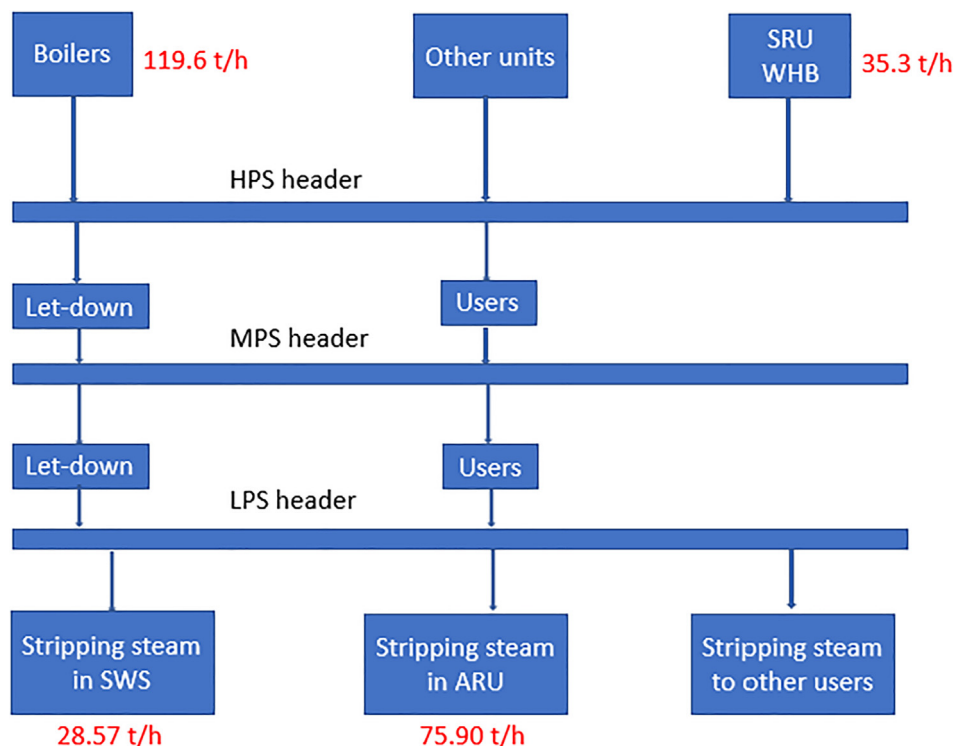 Boilers
119.6 t/h
Other units
SRU
WHB
35.3 t/h
HPS header
Let-down
Users
MPS header
Let-down
Users
LPS header
Stripping steam
in SWS
28.57 t/h
Stripping steam
in ARU
75.90 t/h
Stripping steam
to other users